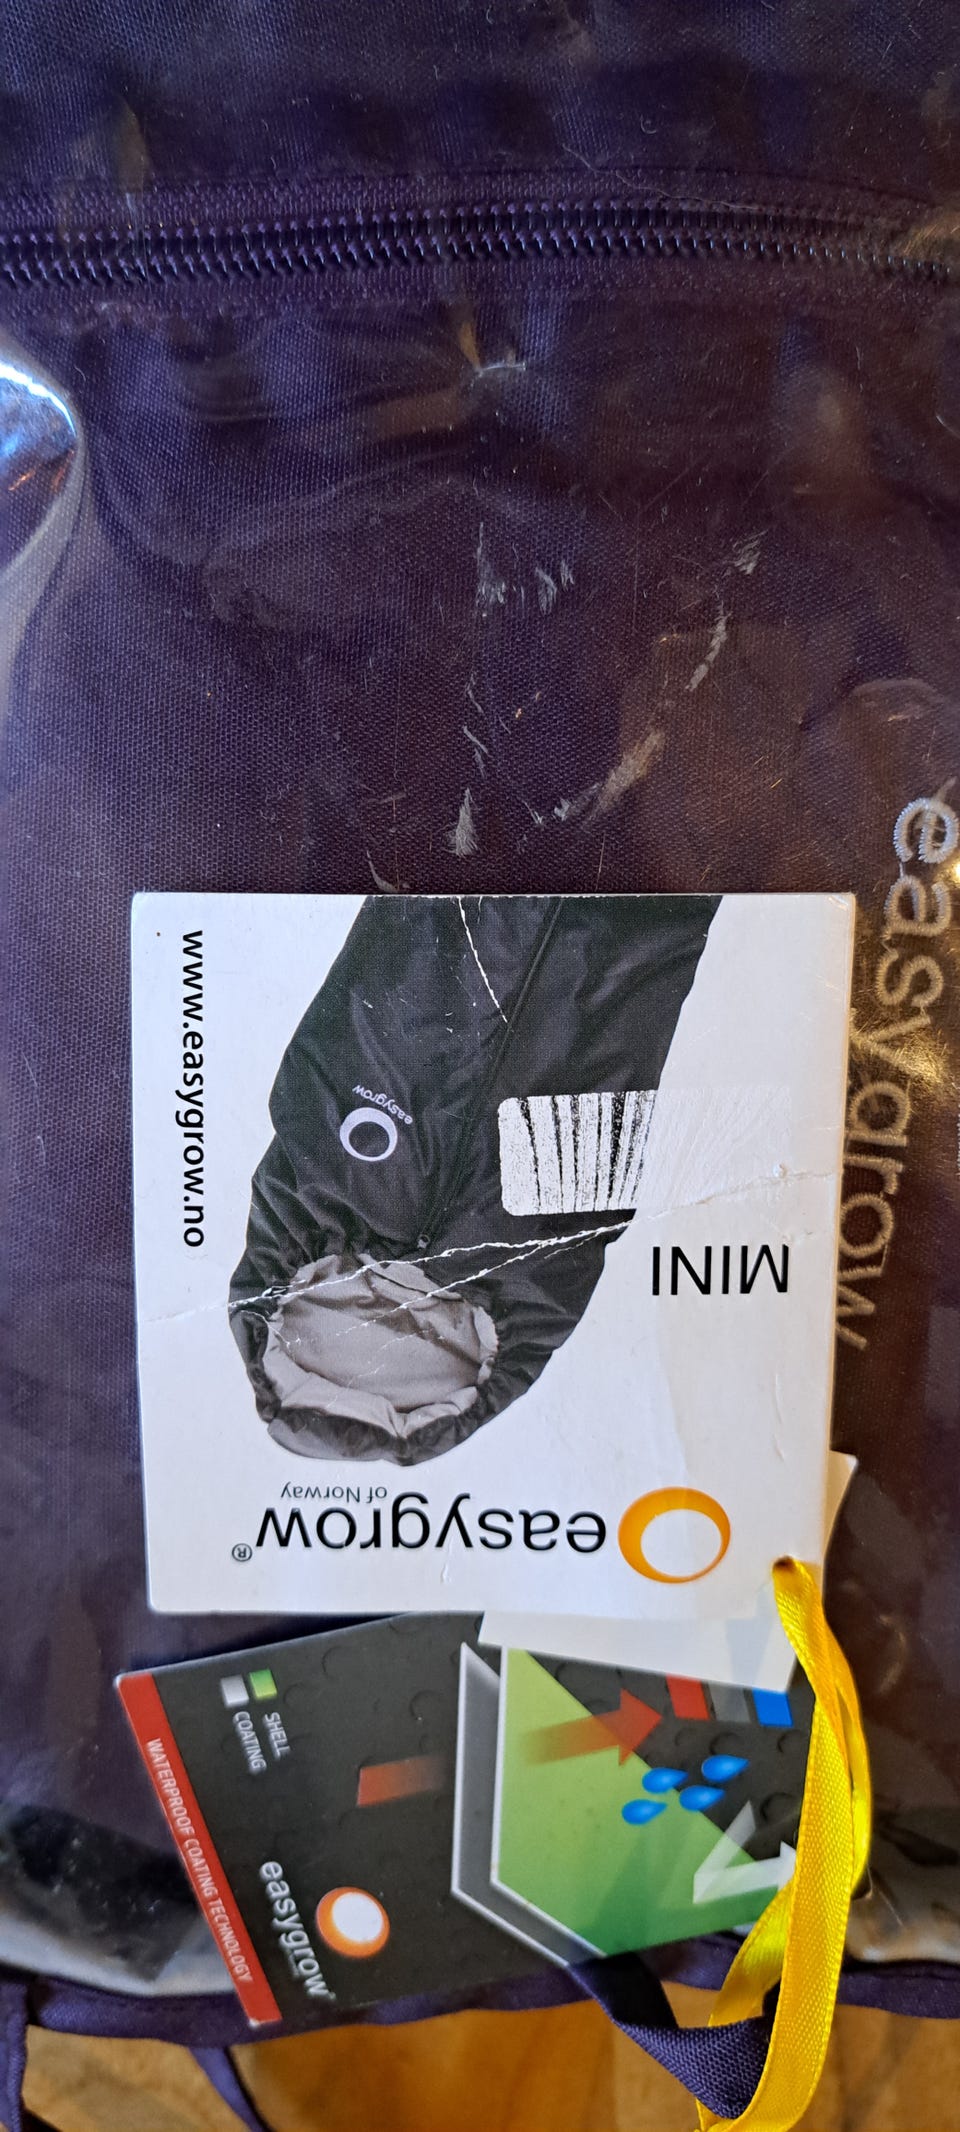 easygrow®
of Norway
MINI
easygrow
www.easygrow.no
easygrow
SHELL
COATING
easygrow
WATERPROOF COATING TECHNOLOGY